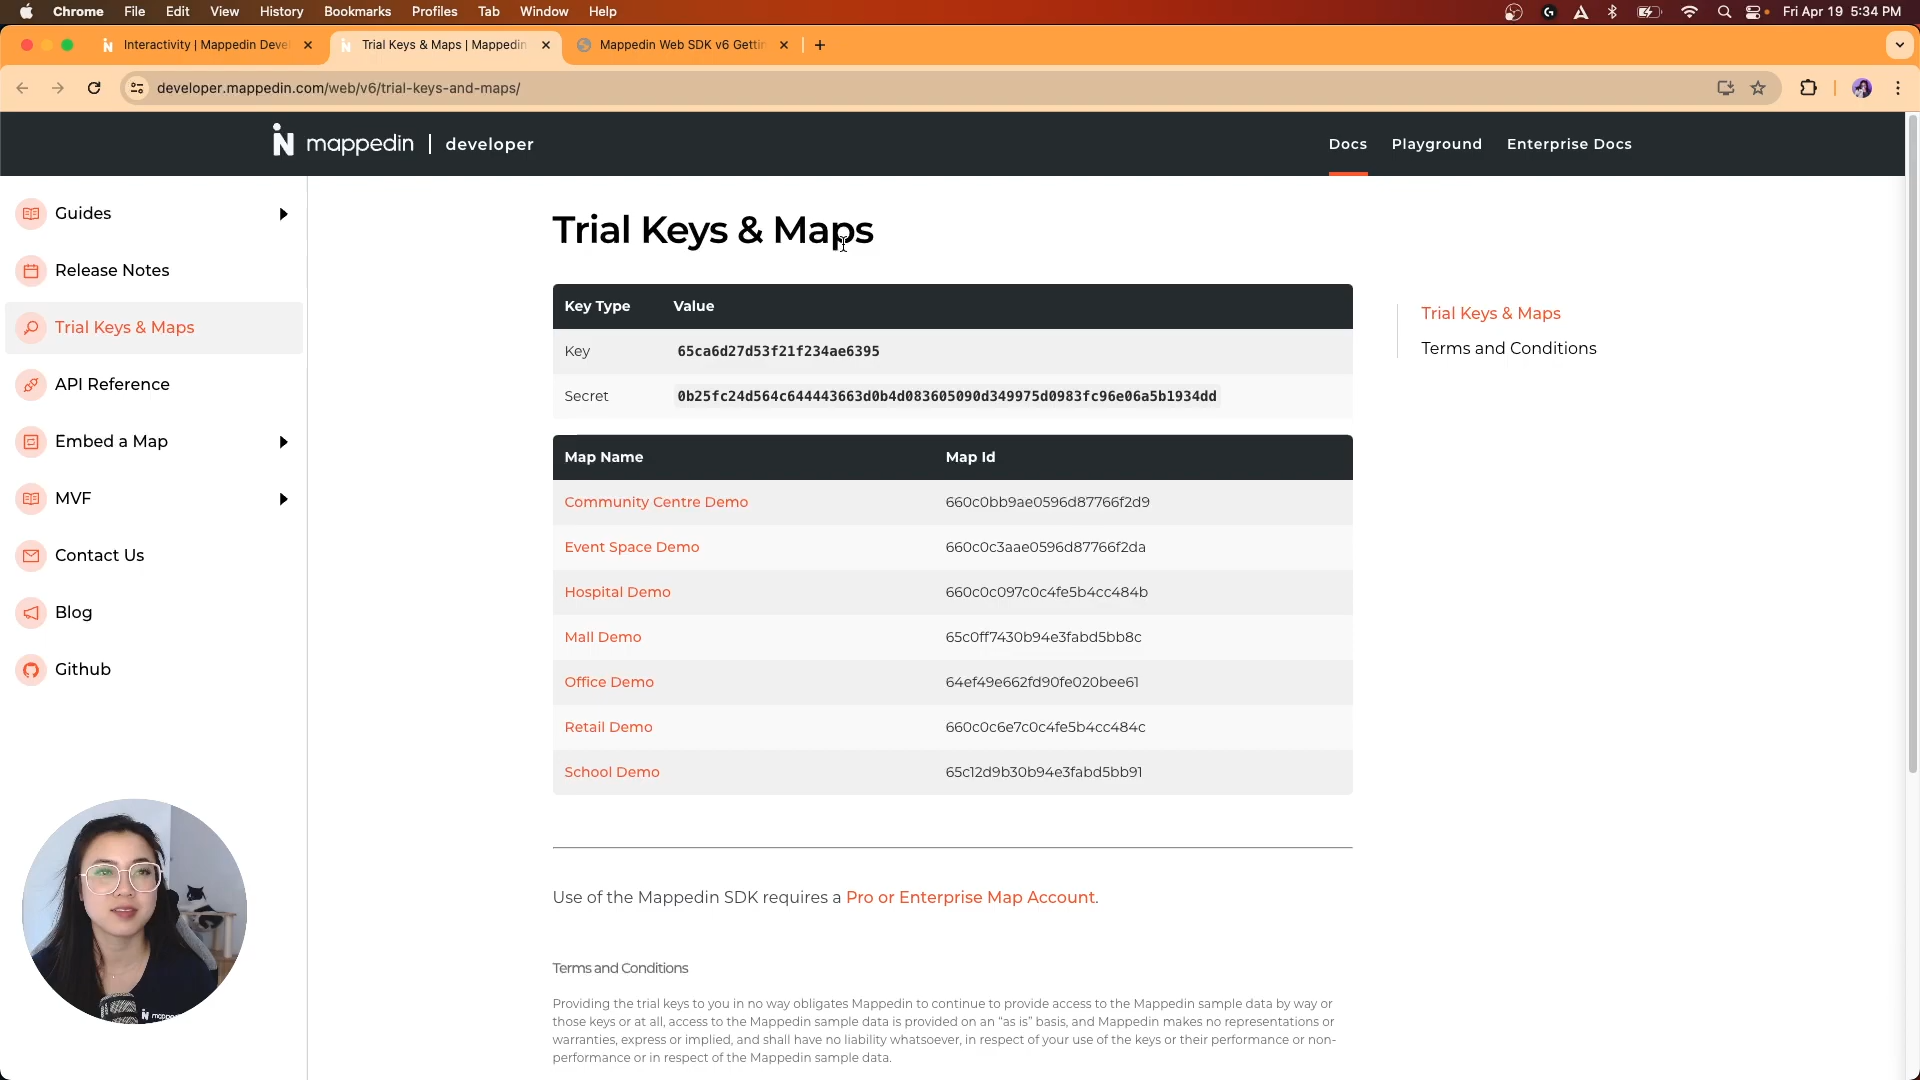 Chrome File Edit View History Bookmarks Profiles Tab Window Help Fri Apr 19 5:34 PM
Interactivity | Mappedin Deve
Trial Keys & Maps | Mappedin
Mappedin Web SDK v6 Gettin
developer.mappedin.com/web/v6/trial-keys-and-maps/
mappedin | developer
Docs Playground Enterprise Docs
Guides
Release Notes
Trial Keys & Maps
API Reference
Embed a Map
MVF
Contact Us
Blog
Github
Trial Keys & Maps
Key Type Value
Key 65ca6d27d53f21f234ae6395
Secret 0b25fc24d564c644443663d0b4d083605090d349975d0983fc96e06a5b1934dd
Map Name Map Id
Community Centre Demo 660c0bb9ae0596d87766f2d9
Event Space Demo 660c0c3aae0596d87766f2da
Hospital Demo 660c0c097c0c4fe5b4cc484b
Mall Demo 65c0ff7430b94e3fabd5bb8c
Office Demo 64ef49e662fd90fe020bee61
Retail Demo 660c0c6e7c0c4fe5b4cc484c
School Demo 65c12d9b30b94e3fabd5bb91
Use of the Mappedin SDK requires a Pro or Enterprise Map Account.
Terms and Conditions
Providing the trial keys to you in no way obligates Mappedin to continue to provide access to the Mappedin sample data by way or
those keys or at all, access to the Mappedin sample data is provided on an “as is” basis, and Mappedin makes no representations or
warranties, express or implied, and shall have no liability whatsoever, in respect of your use of the keys or their performance or non-
performance or in respect of the Mappedin sample data.
Trial Keys & Maps
Terms and Conditions